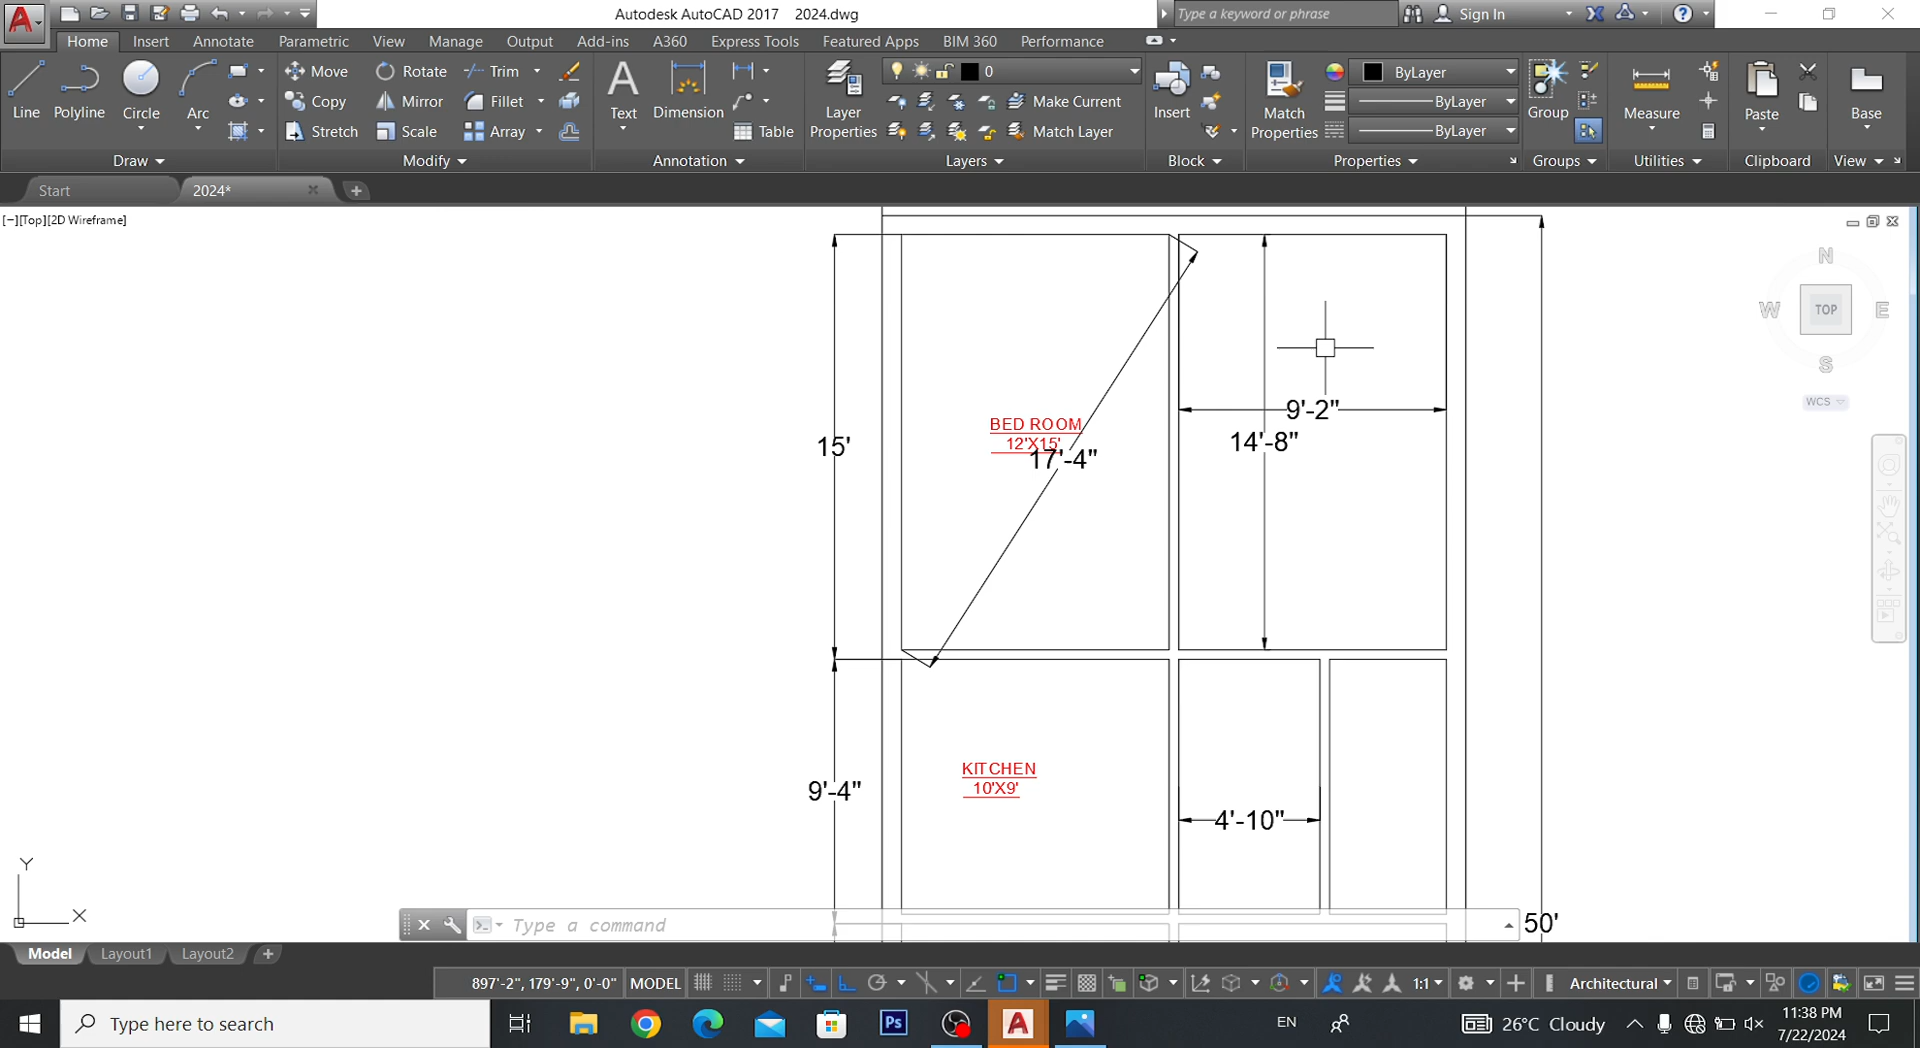 Autodesk AutoCAD 2017 2024.dwg
Type a keyword or phrase
Sign In
Home Insert Annotate Parametric View Manage Output Add-ins A360 Express Tools Featured Apps BIM 360 Performance
Line
Polyline
Circle
Arc
Move
Rotate
Trim
Copy
Mirror
Fillet
Stretch
Scale
Array
Text
Dimension
Table
Layer
Properties
0
Make Current
Match Layer
Insert
Match
Properties
ByLayer
ByLayer
ByLayer
Group
Measure
Paste
Base
Draw Modify Annotation Layers Block Properties Groups Utilities Clipboard View
Start
2024*
[−][Top][2D Wireframe]
N
W TOP E
S
WCS
BED ROOM
12'X15'
17'-4"
15'
9'-2"
14'-8"
KITCHEN
10'X9'
9'-4"
4'-10"
50'
Y
X
Type a command
Model Layout1 Layout2
897'-2", 179'-9", 0'-0" MODEL
1:1
Architectural
Type here to search
Ps
EN
26°C Cloudy
11:38 PM
7/22/2024